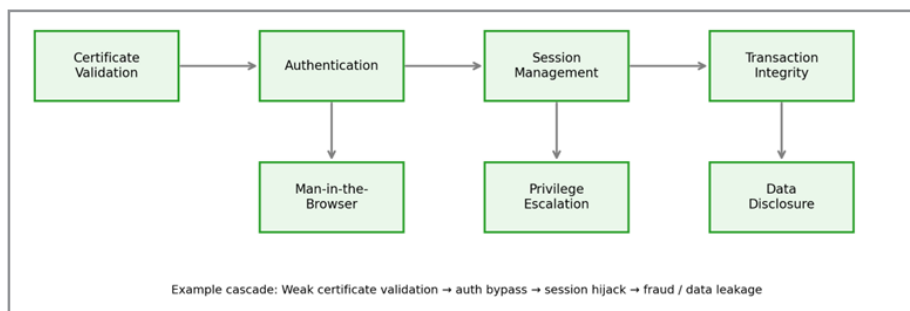 Certificate
Validation
Authentication
Session
Management
Transaction
Integrity
Man-in-the-
Browser
Privilege
Escalation
Data
Disclosure
Example cascade: Weak certificate validation → auth bypass → session hijack → fraud / data leakage